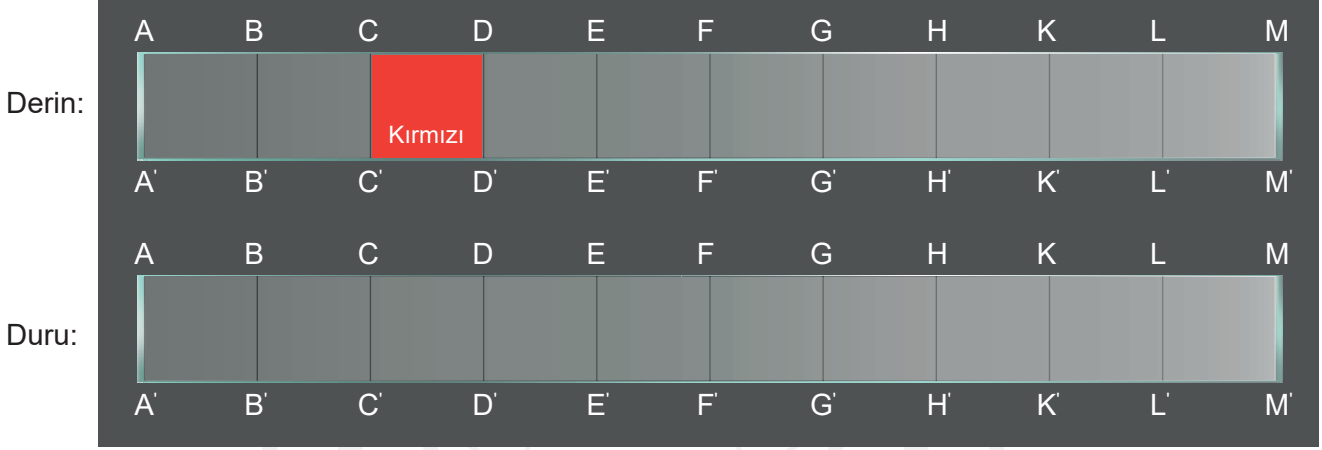 A B C D E F G H K L M
Derin:
Kırmızı
A' B' C' D' E' F' G' H' K' L' M'
A B C D E F G H K L M
Duru:
A' B' C' D' E' F' G' H' K' L' M'